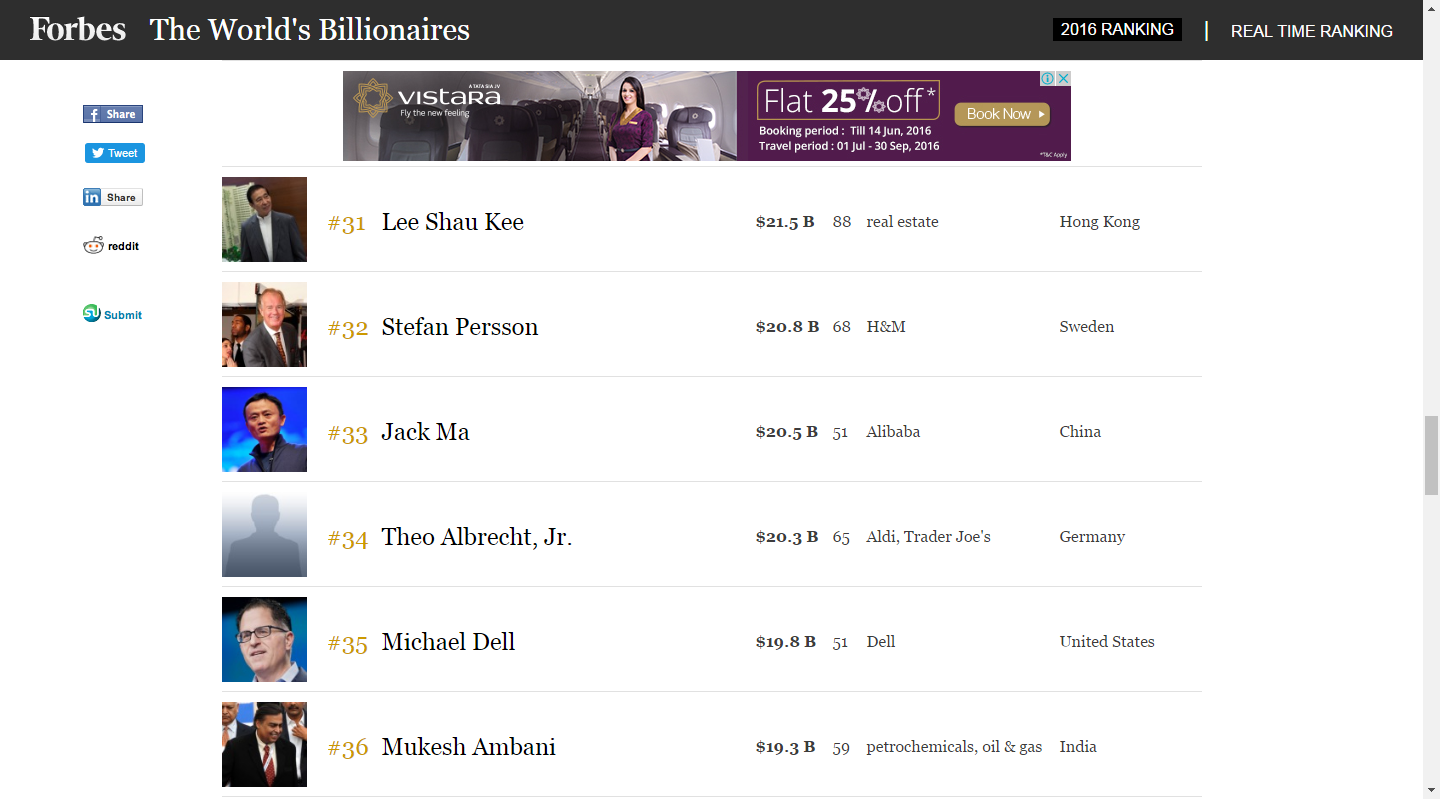 Forbes The World's Billionaires 2016 RANKING | REAL TIME RANKING
f Share
Tweet
in Share
reddit
Submit
vistara
A TATA SIA JV
Fly the new feeling
Flat 25% off*
Booking period : Till 14 Jun, 2016
Travel period : 01 Jul - 30 Sep, 2016
Book Now
*T&C Apply
#31 Lee Shau Kee $21.5 B 88 real estate Hong Kong
#32 Stefan Persson $20.8 B 68 H&M Sweden
#33 Jack Ma $20.5 B 51 Alibaba China
#34 Theo Albrecht, Jr. $20.3 B 65 Aldi, Trader Joe's Germany
#35 Michael Dell $19.8 B 51 Dell United States
#36 Mukesh Ambani $19.3 B 59 petrochemicals, oil & gas India